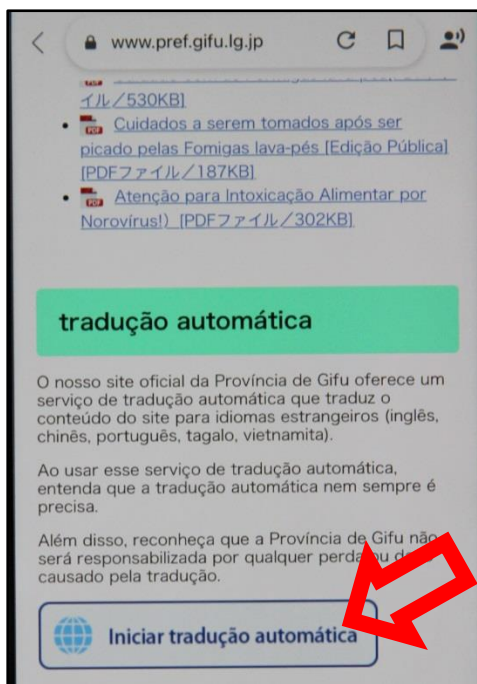 www.pref.gifu.lg.jp
イル／530KB]
Cuidados a serem tomados após ser
picado pelas Fomigas lava-pés [Edição Pública]
[PDFファイル／187KB]
Atenção para Intoxicação Alimentar por
Norovírus!) [PDFファイル／302KB]
tradução automática
O nosso site oficial da Província de Gifu oferece um
serviço de tradução automática que traduz o
conteúdo do site para idiomas estrangeiros (inglês,
chinês, português, tagalo, vietnamita).
Ao usar esse serviço de tradução automática,
entenda que a tradução automática nem sempre é
precisa.
Além disso, reconheça que a Província de Gifu não
será responsabilizada por qualquer perda ou
causado pela tradução.
Iniciar tradução automática